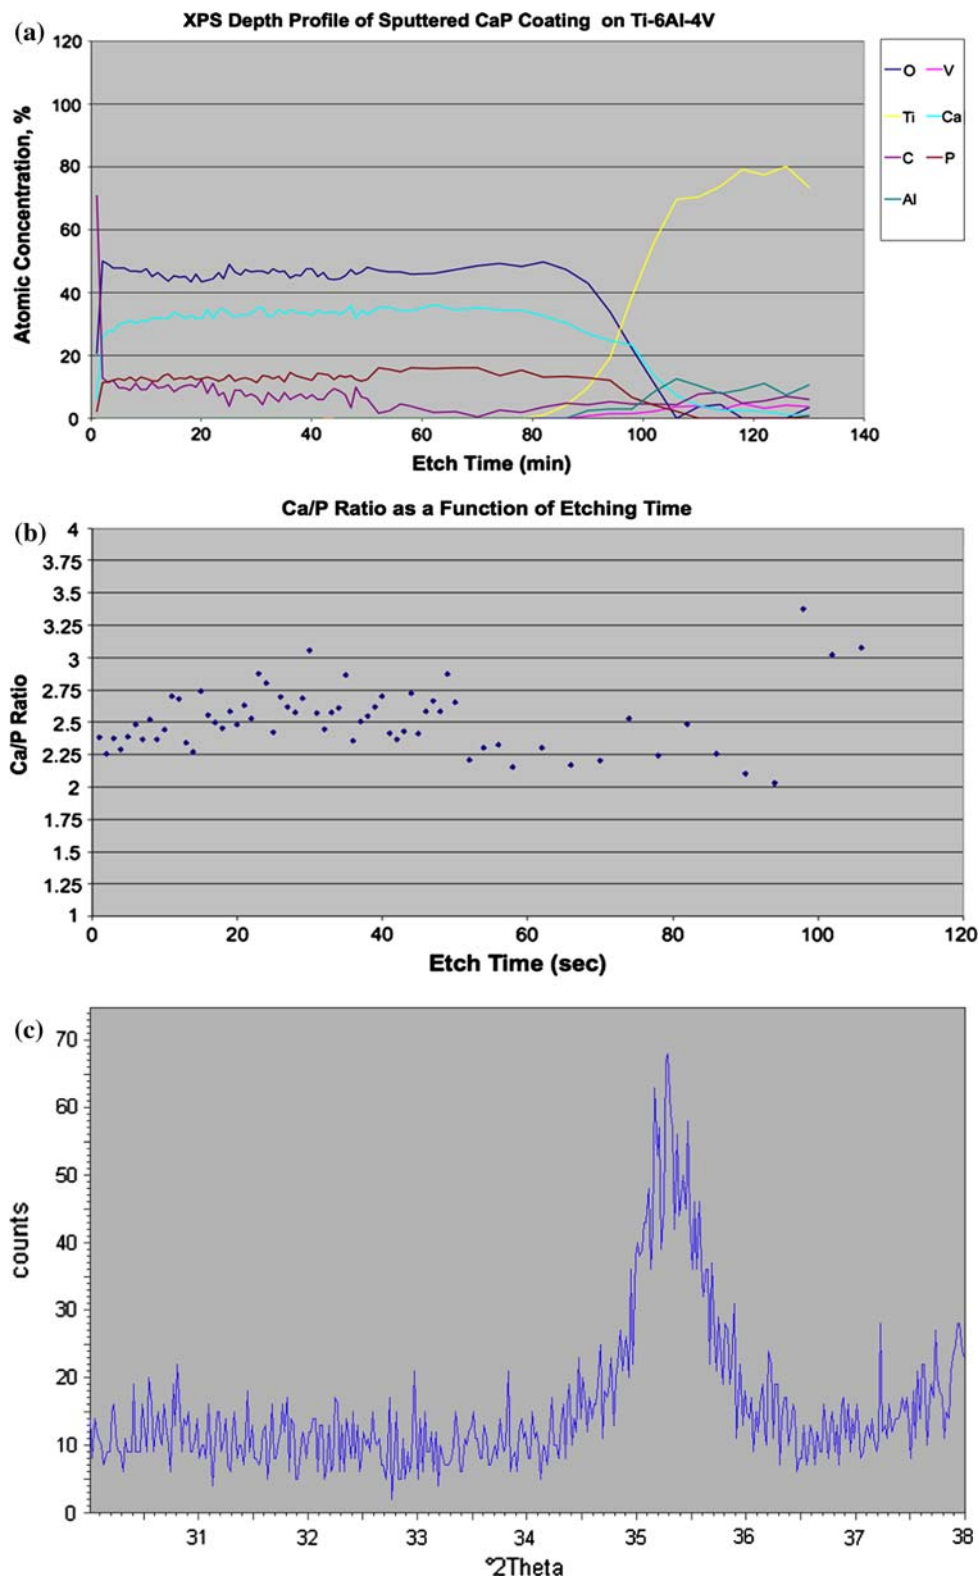 (a)
XPS Depth Profile of Sputtered CaP Coating on Ti-6Al-4V
120
100
80
60
40
20
0
Atomic Concentration, %
0 20 40 60 80 100 120 140
Etch Time (min)
O V
Ti Ca
C P
Al
(b)
Ca/P Ratio as a Function of Etching Time
4
3.75
3.5
3.25
3
2.75
2.5
2.25
2
1.75
1.5
1.25
1
Ca/P Ratio
0 20 40 60 80 100 120
Etch Time (sec)
(c)
70
60
50
40
30
20
10
0
counts
31 32 33 34 35 36 37 38
°2Theta